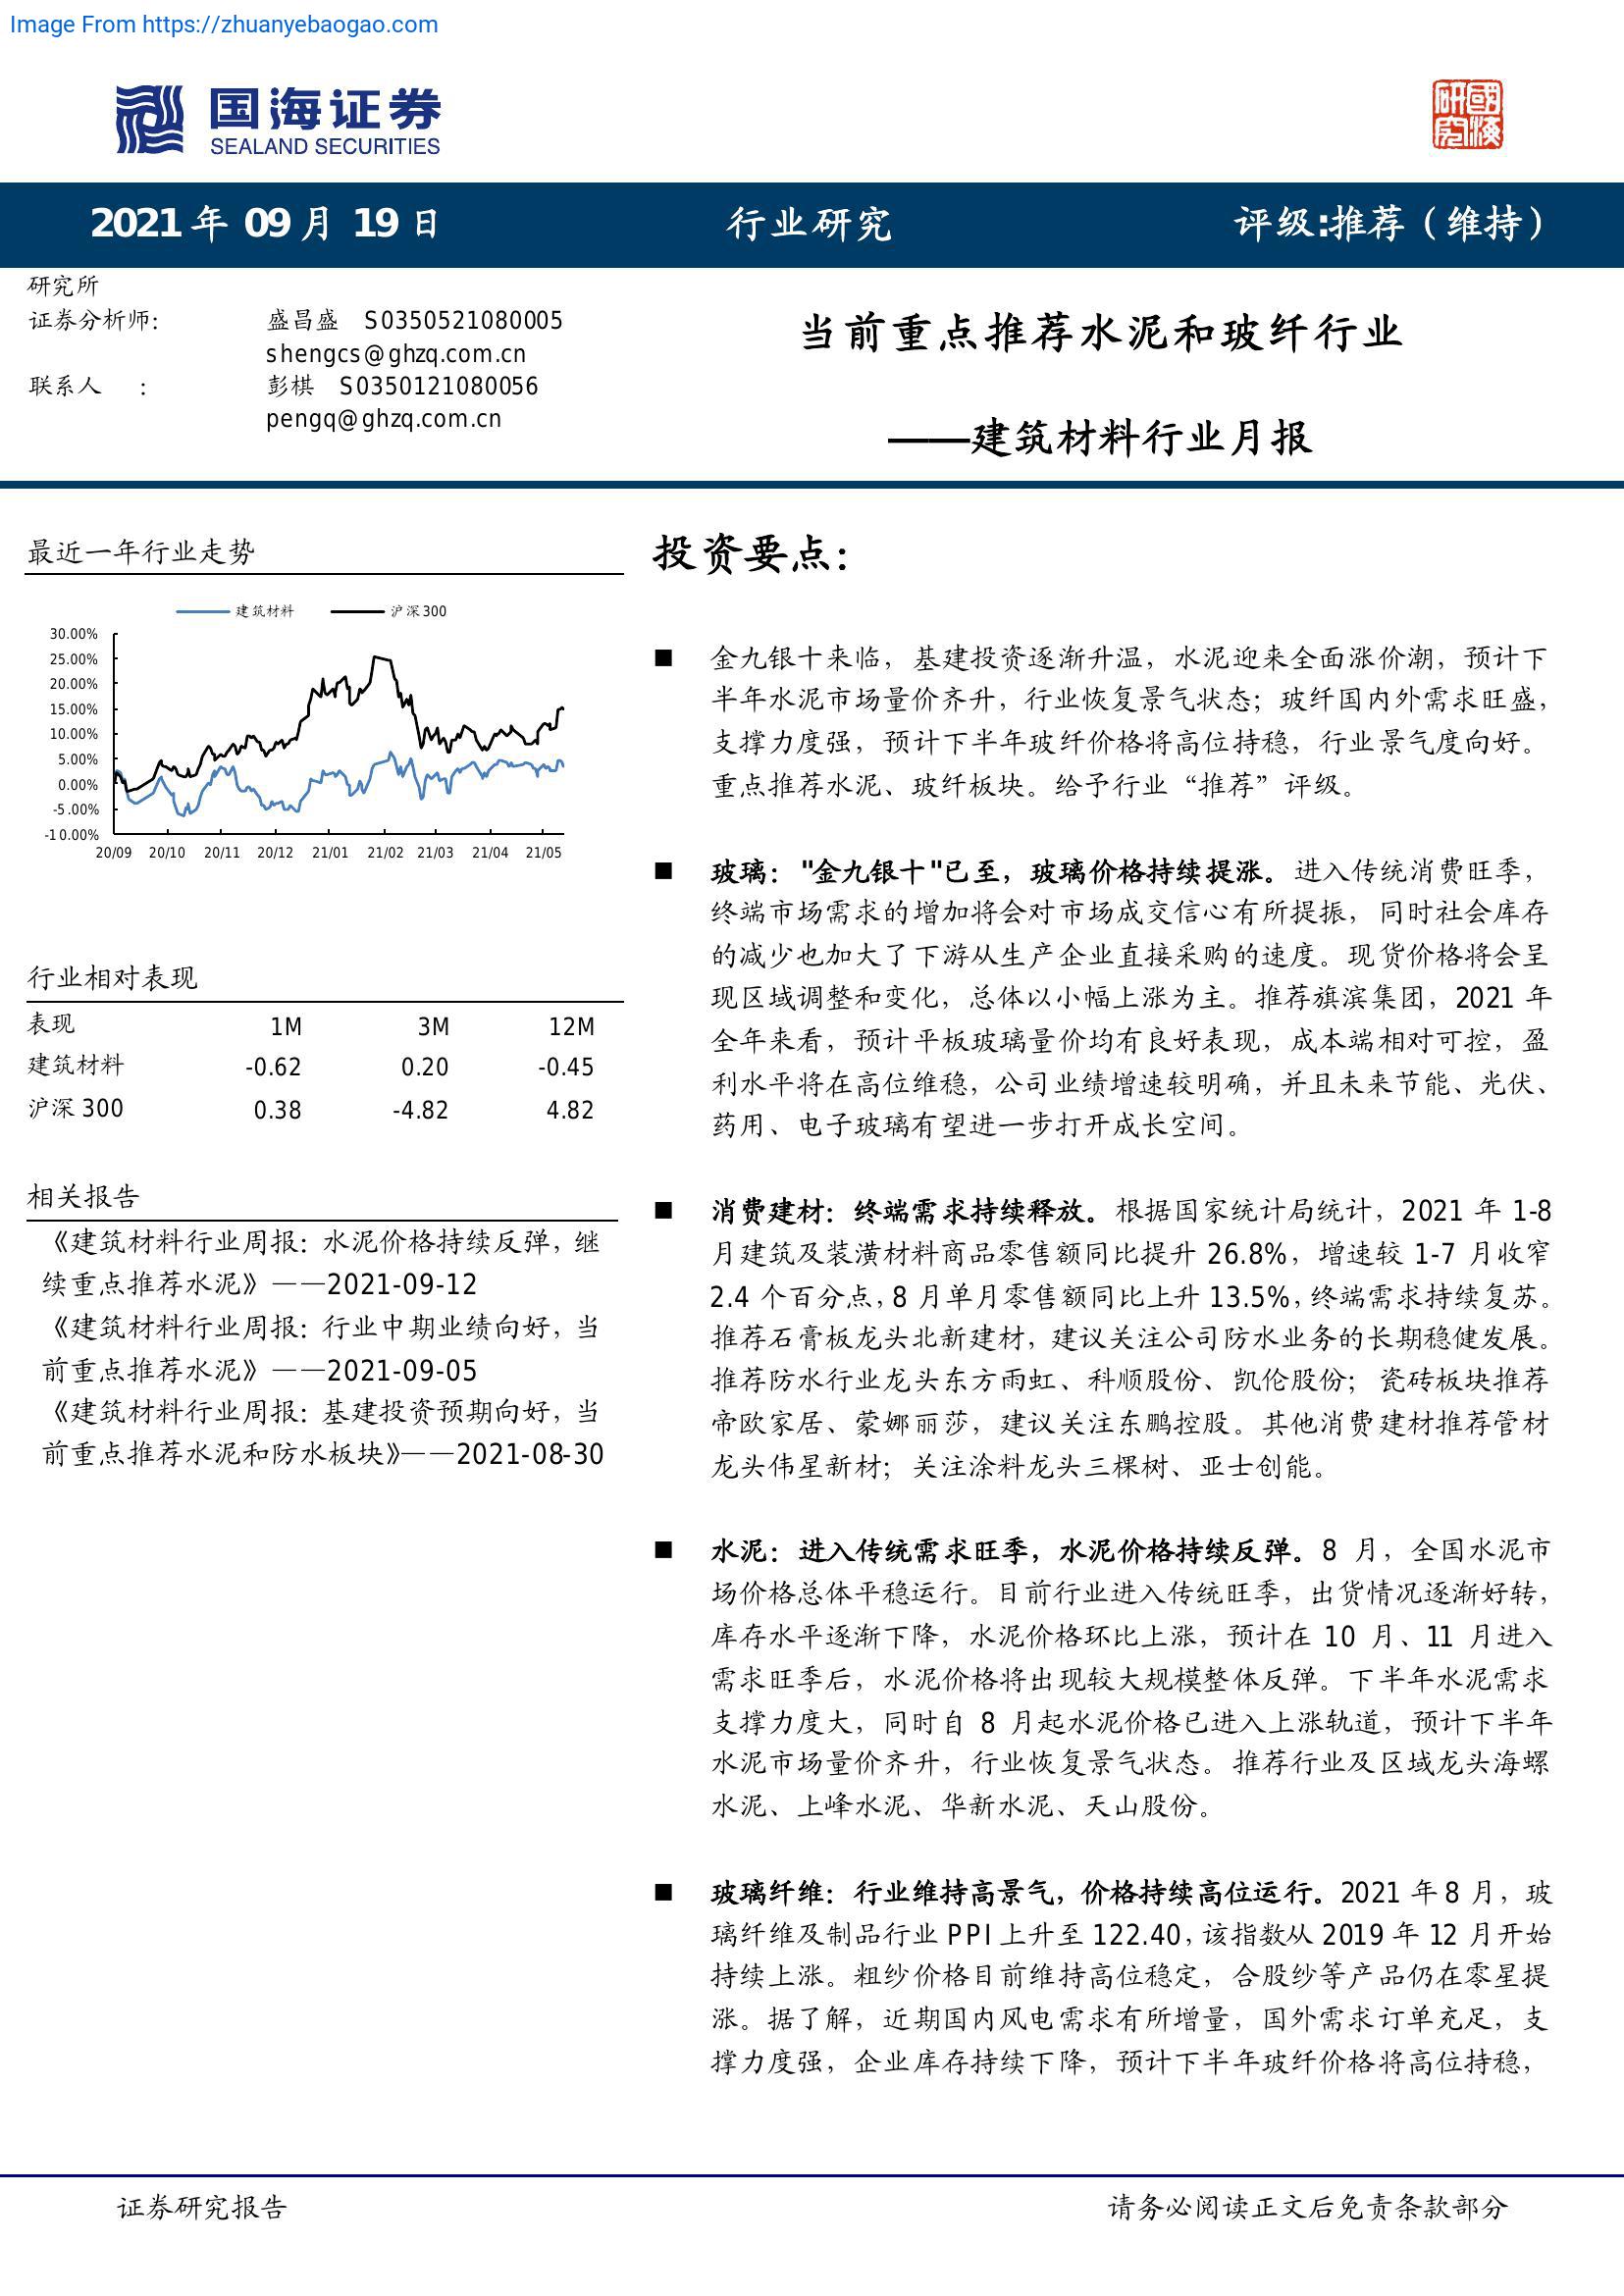 Image From https://zhuanyebaogao.com
国海证券
SEALAND SECURITIES
國海研究
2021 年 09 月 19 日 行业研究 评级:推荐（维持）
研究所
证券分析师： 盛昌盛 S0350521080005
shengcs@ghzq.com.cn
联系人 ： 彭棋 S0350121080056
pengq@ghzq.com.cn
当前重点推荐水泥和玻纤行业
——建筑材料行业月报
最近一年行业走势
建筑材料 沪深300
30.00%
25.00%
20.00%
15.00%
10.00%
5.00%
0.00%
-5.00%
-10.00%
20/09 20/10 20/11 20/12 21/01 21/02 21/03 21/04 21/05
行业相对表现
表现 1M 3M 12M
建筑材料 -0.62 0.20 -0.45
沪深 300 0.38 -4.82 4.82
相关报告
《建筑材料行业周报：水泥价格持续反弹，继
续重点推荐水泥》——2021-09-12
《建筑材料行业周报：行业中期业绩向好，当
前重点推荐水泥》——2021-09-05
《建筑材料行业周报：基建投资预期向好，当
前重点推荐水泥和防水板块》——2021-08-30
投资要点：
■ 金九银十来临，基建投资逐渐升温，水泥迎来全面涨价潮，预计下
半年水泥市场量价齐升，行业恢复景气状态；玻纤国内外需求旺盛，
支撑力度强，预计下半年玻纤价格将高位持稳，行业景气度向好。
重点推荐水泥、玻纤板块。给予行业“推荐”评级。
■ 玻璃："金九银十"已至，玻璃价格持续提涨。进入传统消费旺季，
终端市场需求的增加将会对市场成交信心有所提振，同时社会库存
的减少也加大了下游从生产企业直接采购的速度。现货价格将会呈
现区域调整和变化，总体以小幅上涨为主。推荐旗滨集团，2021 年
全年来看，预计平板玻璃量价均有良好表现，成本端相对可控，盈
利水平将在高位维稳，公司业绩增速较明确，并且未来节能、光伏、
药用、电子玻璃有望进一步打开成长空间。
■ 消费建材：终端需求持续释放。根据国家统计局统计，2021 年 1-8
月建筑及装潢材料商品零售额同比提升 26.8%，增速较 1-7 月收窄
2.4 个百分点，8 月单月零售额同比上升 13.5%，终端需求持续复苏。
推荐石膏板龙头北新建材，建议关注公司防水业务的长期稳健发展。
推荐防水行业龙头东方雨虹、科顺股份、凯伦股份；瓷砖板块推荐
帝欧家居、蒙娜丽莎，建议关注东鹏控股。其他消费建材推荐管材
龙头伟星新材；关注涂料龙头三棵树、亚士创能。
■ 水泥：进入传统需求旺季，水泥价格持续反弹。8 月，全国水泥市
场价格总体平稳运行。目前行业进入传统旺季，出货情况逐渐好转，
库存水平逐渐下降，水泥价格环比上涨，预计在 10 月、11 月进入
需求旺季后，水泥价格将出现较大规模整体反弹。下半年水泥需求
支撑力度大，同时自 8 月起水泥价格已进入上涨轨道，预计下半年
水泥市场量价齐升，行业恢复景气状态。推荐行业及区域龙头海螺
水泥、上峰水泥、华新水泥、天山股份。
■ 玻璃纤维：行业维持高景气，价格持续高位运行。2021 年 8 月，玻
璃纤维及制品行业 PPI 上升至 122.40，该指数从 2019 年 12 月开始
持续上涨。粗纱价格目前维持高位稳定，合股纱等产品仍在零星提
涨。据了解，近期国内风电需求有所增量，国外需求订单充足，支
撑力度强，企业库存持续下降，预计下半年玻纤价格将高位持稳，
证券研究报告 请务必阅读正文后免责条款部分